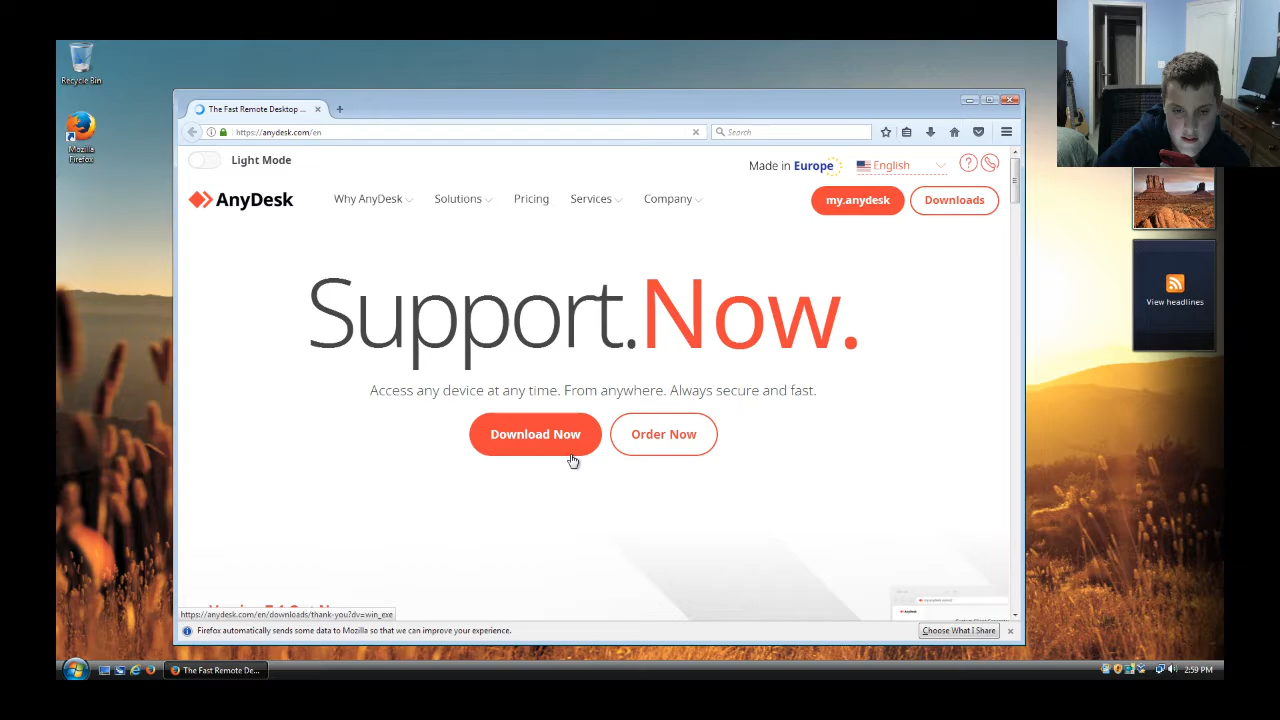 Recycle Bin
Mozilla
Firefox
The Fast Remote Desktop ...
https://anydesk.com/en
Search
Light Mode
Made in Europe
English
AnyDesk
Why AnyDesk
Solutions
Pricing
Services
Company
my.anydesk
Downloads
Support.Now.
Access any device at any time. From anywhere. Always secure and fast.
Download Now
Order Now
View headlines
https://anydesk.com/en/downloads/thank-you?dv=win_exe
Firefox automatically sends some data to Mozilla so that we can improve your experience.
Choose What I Share
The Fast Remote De...
2:59 PM